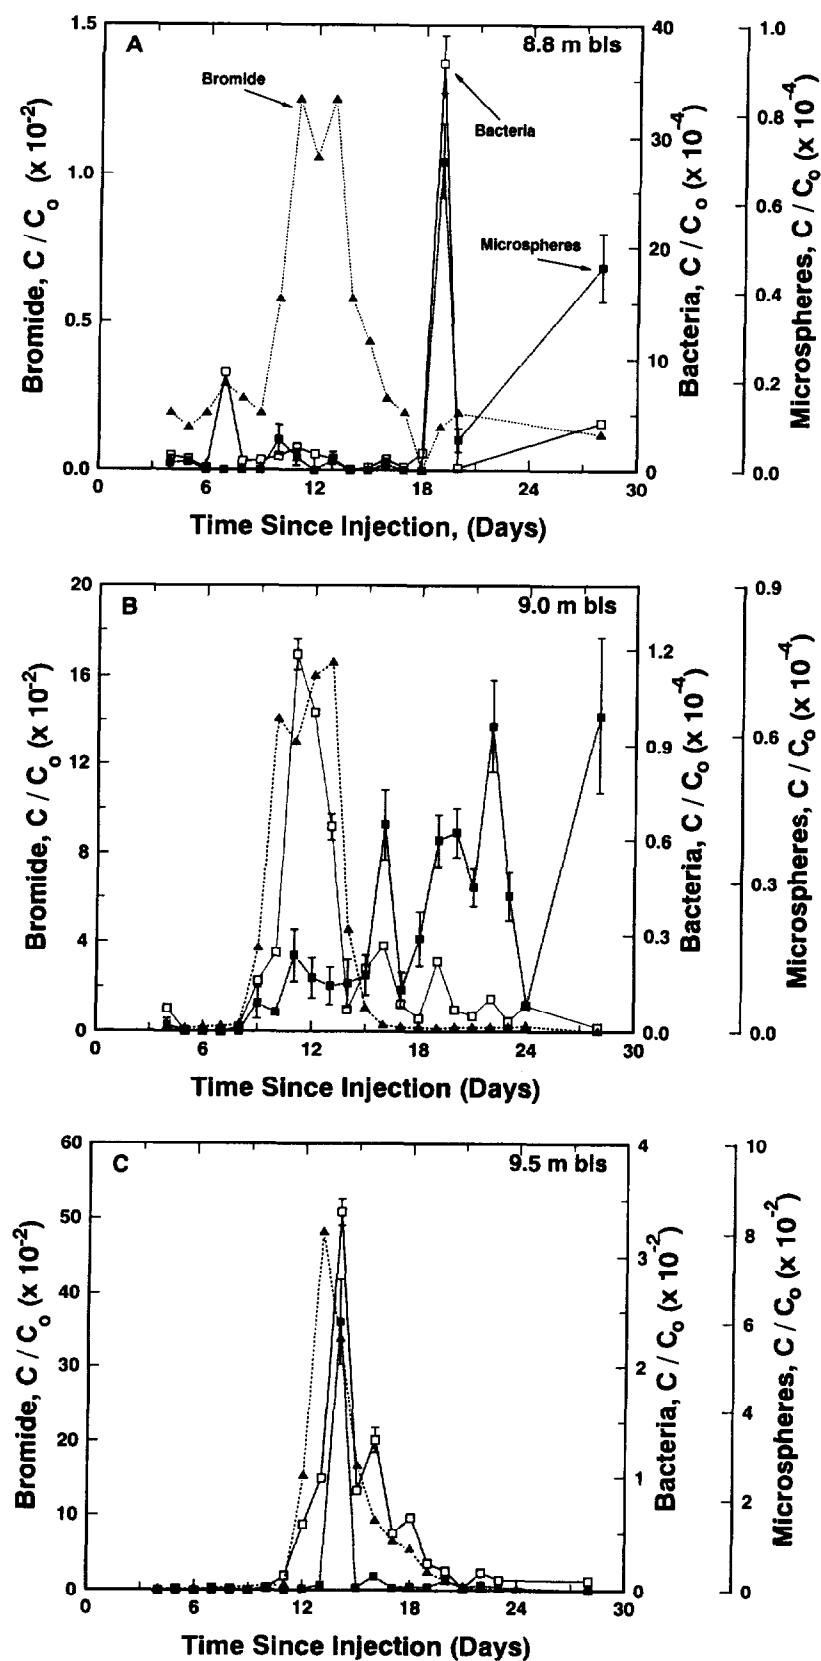 A
8.8 m bls
Bromide
Bacteria
Microspheres
1.5
1.0
0.5
0.0
Bromide, C / Co (x 10-2)
40
30
20
10
0
Bacteria, C / Co (x 10-4)
1.0
0.8
0.6
0.4
0.2
0.0
Microspheres, C / Co (x 10-4)
0 6 12 18 24 30
Time Since Injection, (Days)
B
9.0 m bls
20
16
12
8
4
0
Bromide, C / Co (x 10-2)
1.2
0.9
0.6
0.3
0.0
Bacteria, C / Co (x 10-4)
0.9
0.6
0.3
0.0
Microspheres, C / Co (x 10-4)
0 6 12 18 24 30
Time Since Injection (Days)
C
9.5 m bls
60
50
40
30
20
10
0
Bromide, C / Co (x 10-2)
4
3
2
1
0
Bacteria, C / Co (x 10-2)
10
8
6
4
2
0
Microspheres, C / Co (x 10-2)
0 6 12 18 24 30
Time Since Injection (Days)